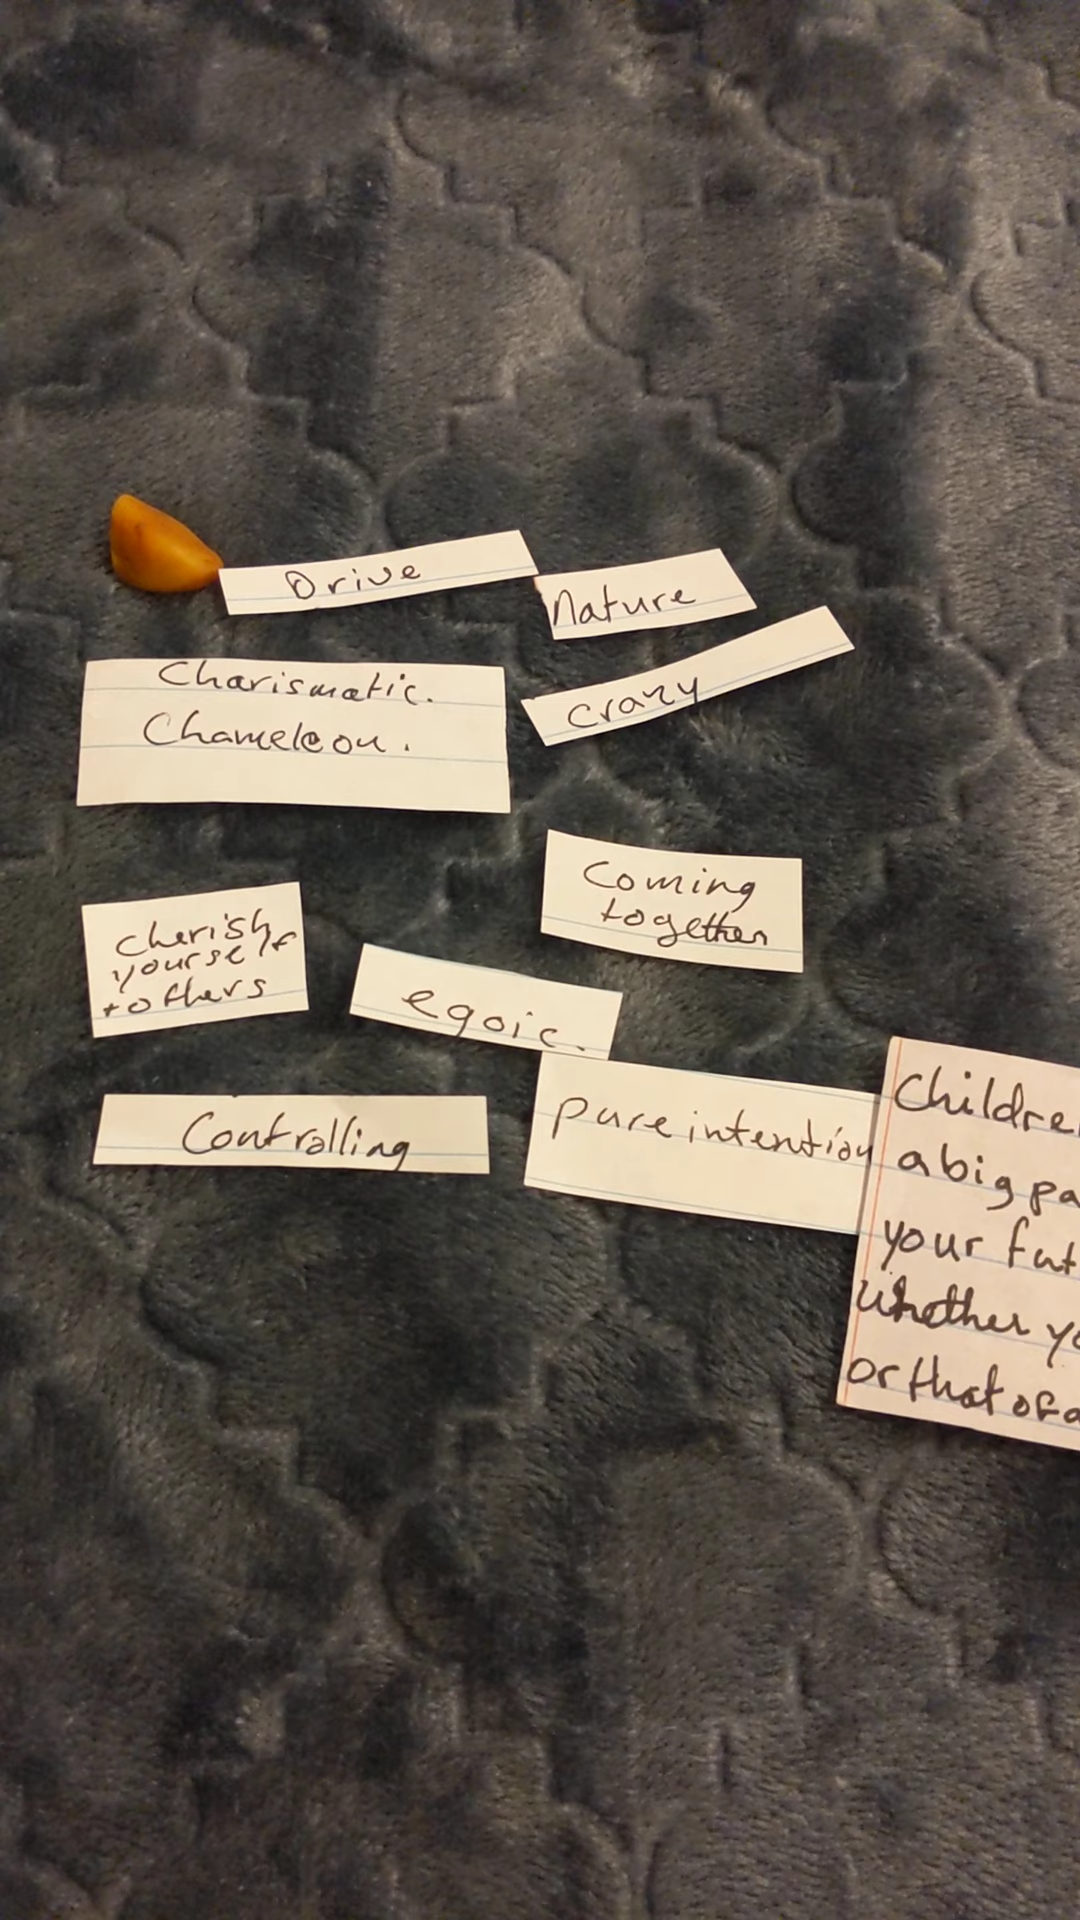 Drive
Nature
Charismatic.
Chameleon.
crazy
Coming
together
cherish
yourself
+ others
egoic.
Controlling
pure intention
Childre
a big pa
your fut
Whether yo
or that of a